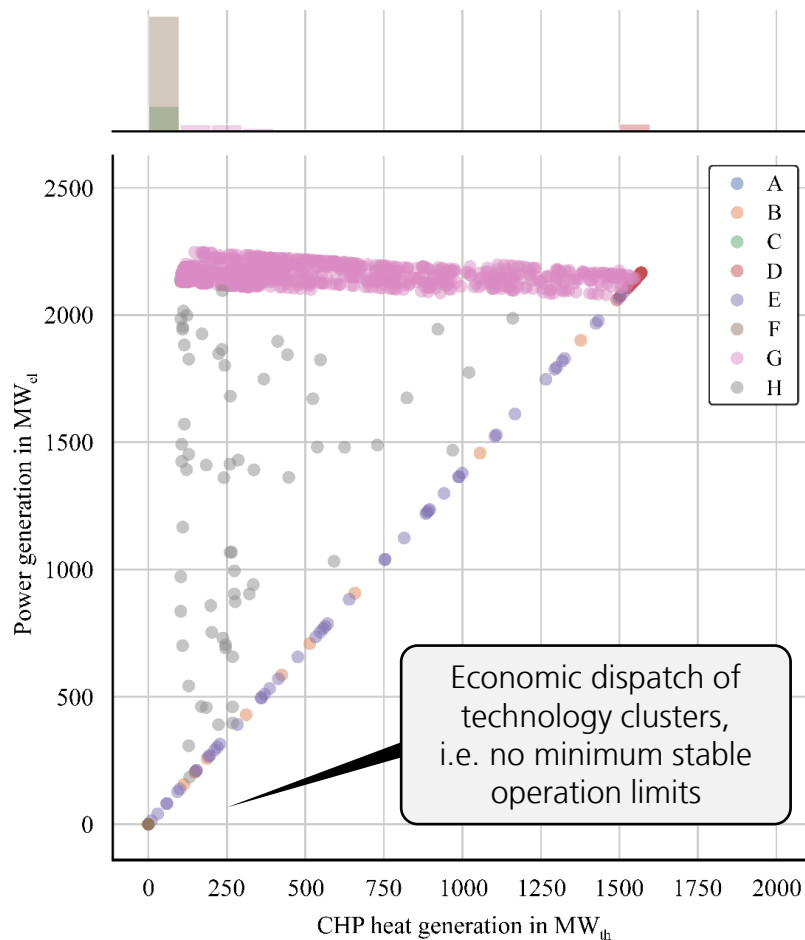 2500
2000
1500
1000
500
0
Power generation in MWel
A
B
C
D
E
F
G
H
Economic dispatch of
technology clusters,
i.e. no minimum stable
operation limits
0 250 500 750 1000 1250 1500 1750 2000
CHP heat generation in MWth